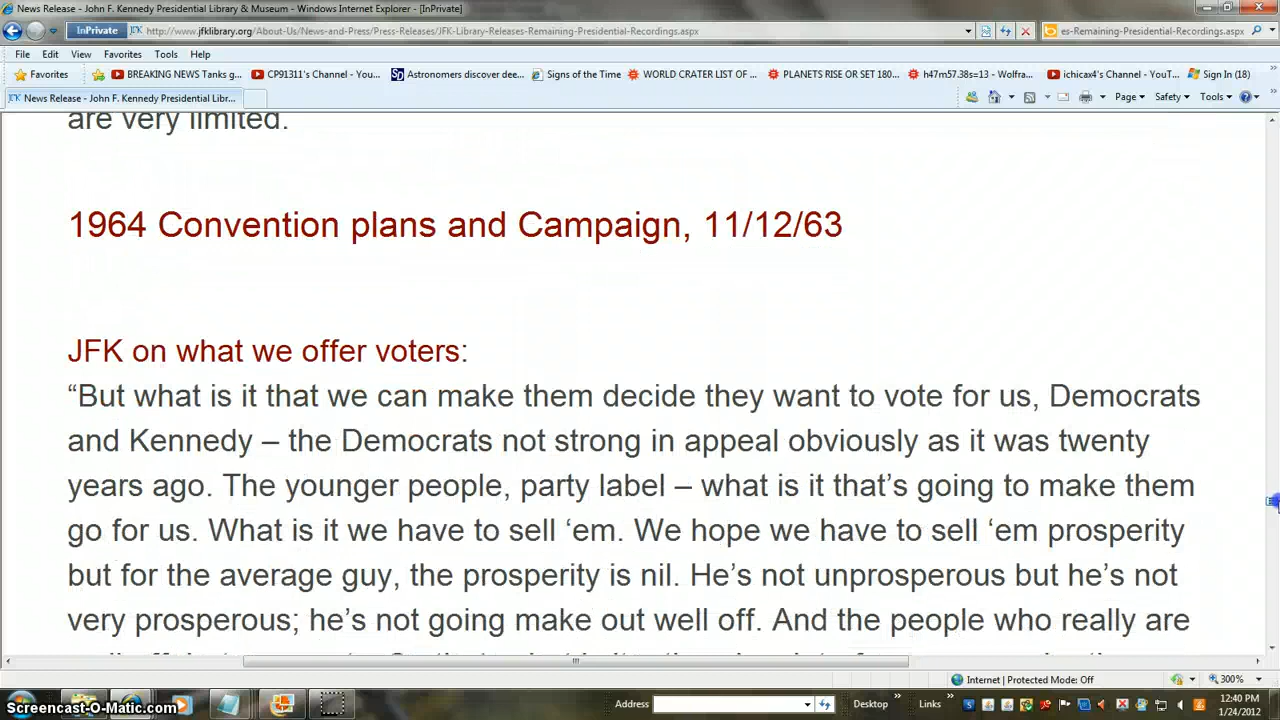 News Release - John F. Kennedy Presidential Library & Museum - Windows Internet Explorer - [InPrivate]
InPrivate http://www.jfklibrary.org/About-Us/News-and-Press/Press-Releases/JFK-Library-Releases-Remaining-Presidential-Recordings.aspx es-Remaining-Presidential-Recordings.aspx
File Edit View Favorites Tools Help
Favorites BREAKING NEWS Tanks g... CP91311's Channel - You... Astronomers discover dee... Signs of the Time WORLD CRATER LIST OF ... PLANETS RISE OR SET 180... h47m57.38s=13 - Wolfra... ichicax4's Channel - YouT... Sign In (18)
News Release - John F. Kennedy Presidential Libr... Page Safety Tools
are very limited.
1964 Convention plans and Campaign, 11/12/63
JFK on what we offer voters:
“But what is it that we can make them decide they want to vote for us, Democrats
and Kennedy – the Democrats not strong in appeal obviously as it was twenty
years ago. The younger people, party label – what is it that’s going to make them
go for us. What is it we have to sell ‘em. We hope we have to sell ‘em prosperity
but for the average guy, the prosperity is nil. He’s not unprosperous but he’s not
very prosperous; he’s not going make out well off. And the people who really are
Internet | Protected Mode: Off 300%
Address Desktop Links 12:40 PM
Screencast-O-Matic.com 1/24/2012